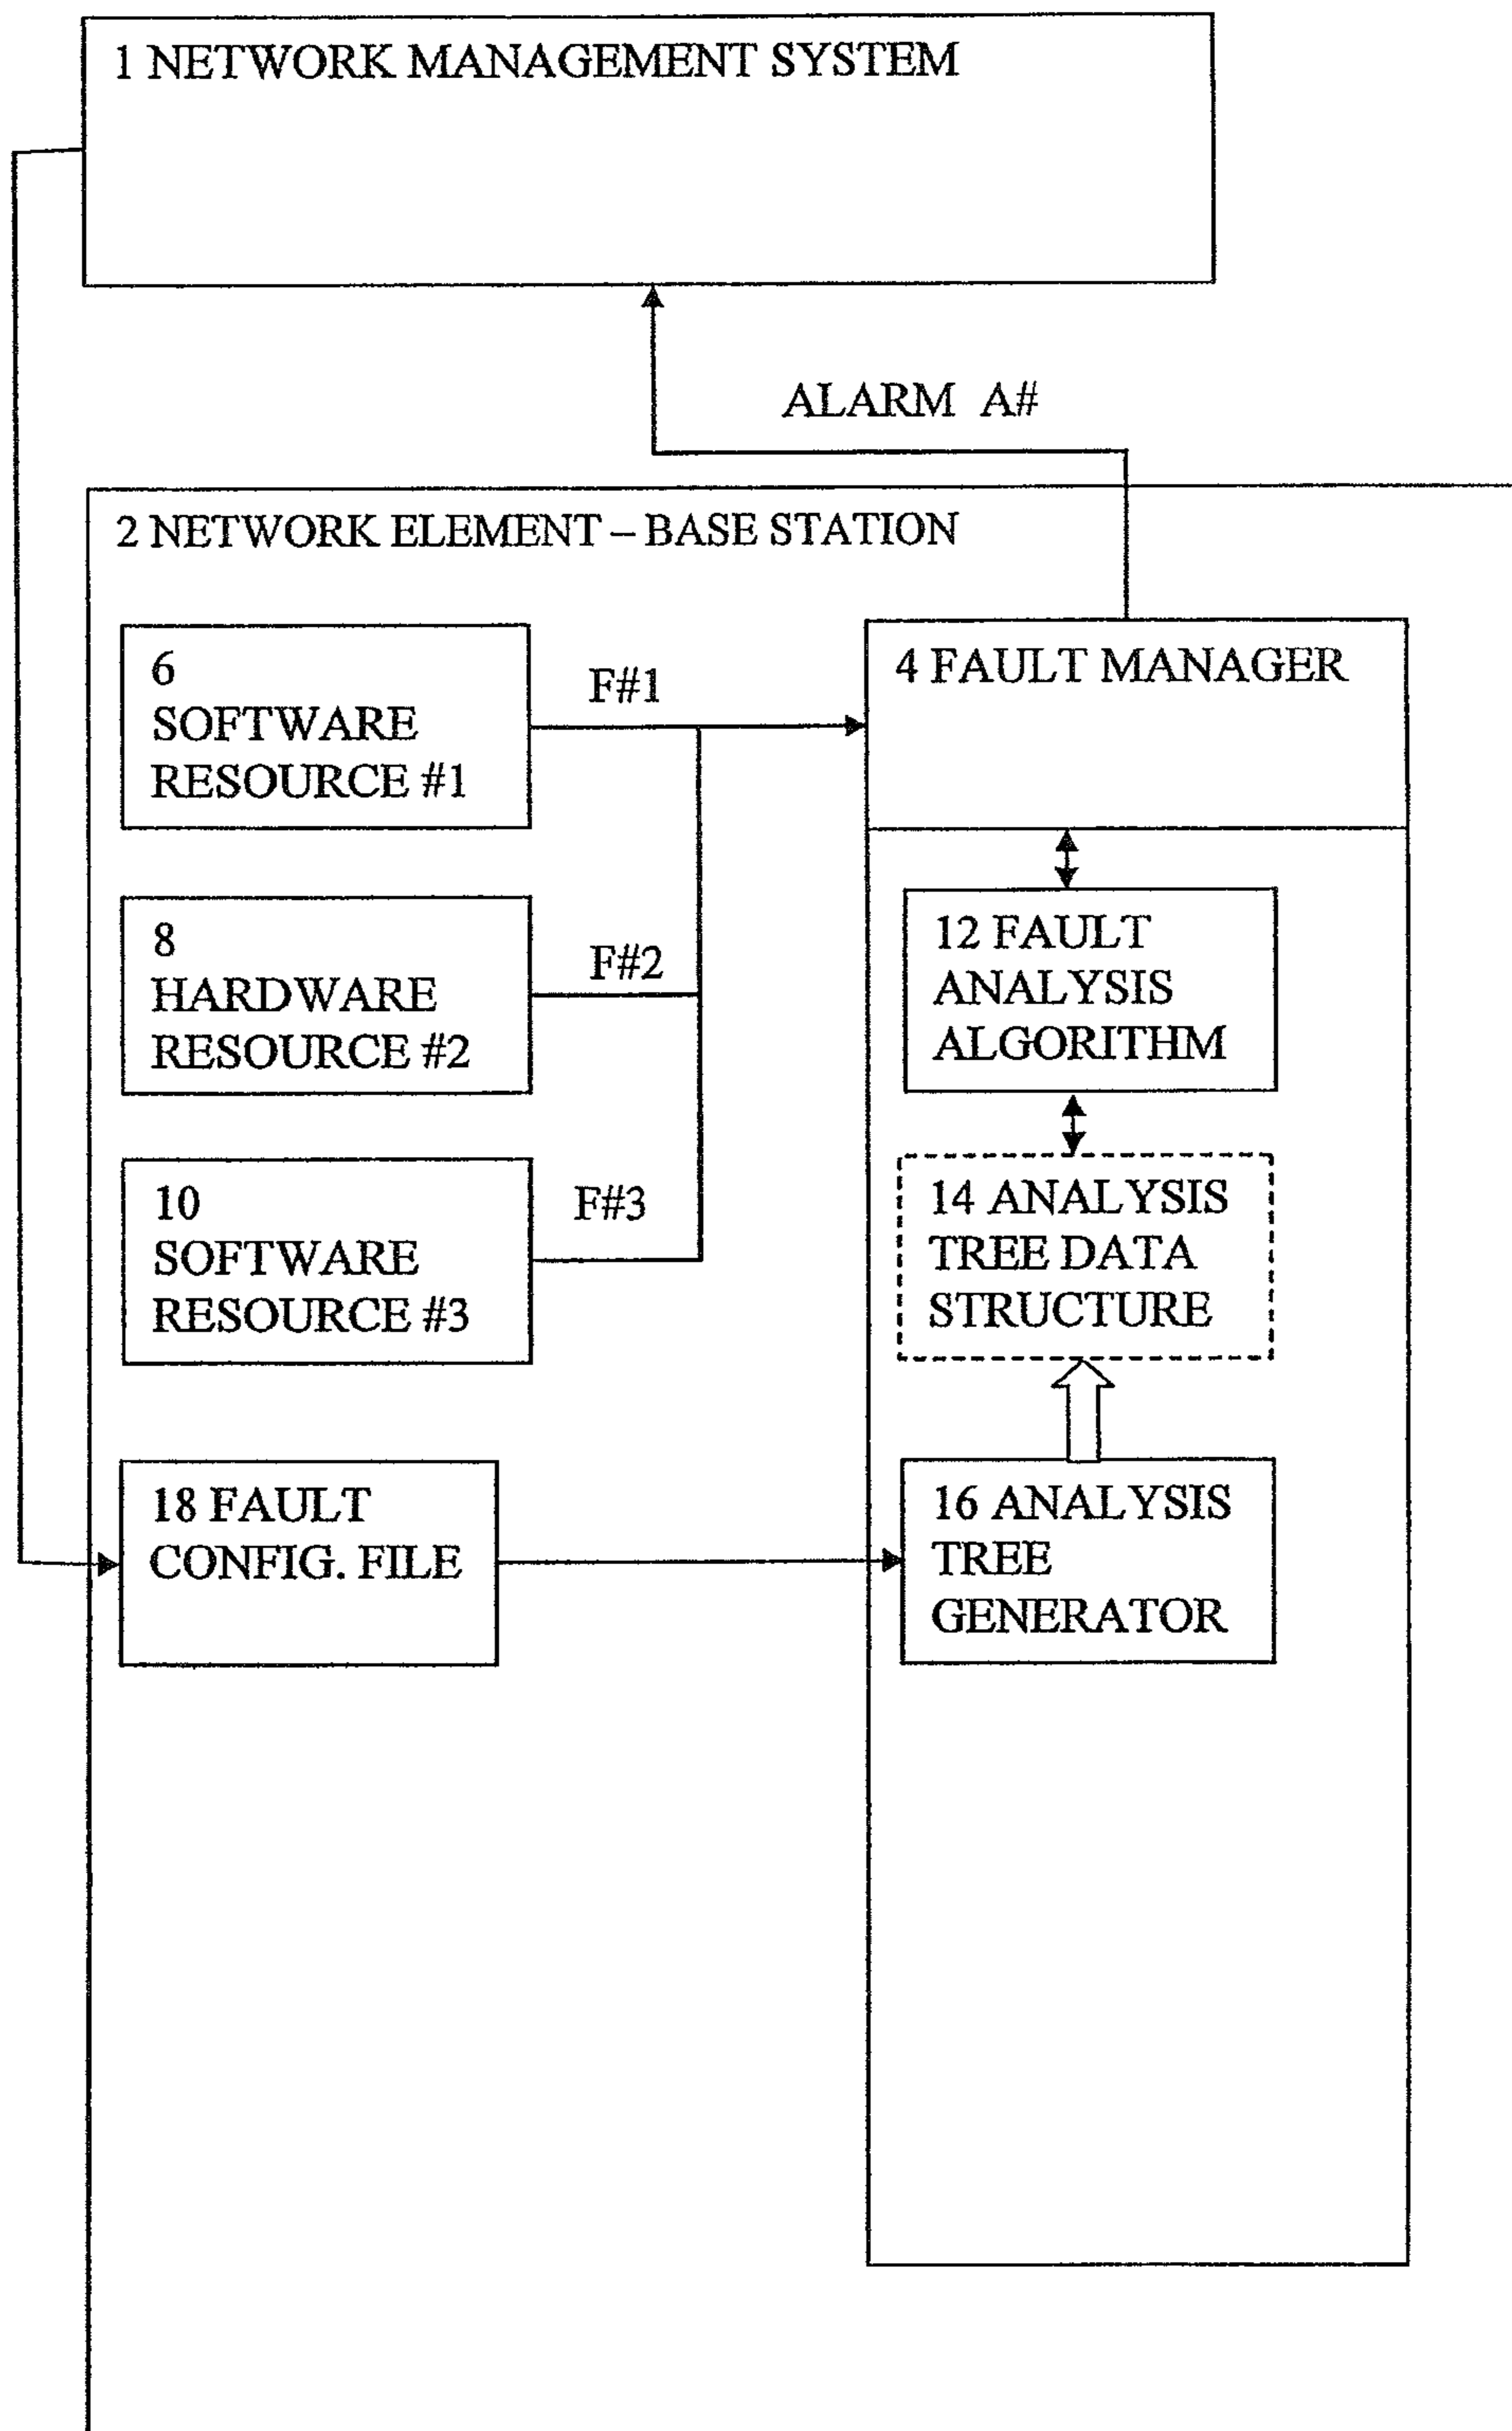 1 NETWORK MANAGEMENT SYSTEM
ALARM A#
2 NETWORK ELEMENT – BASE STATION
6
SOFTWARE
RESOURCE #1
F#1
4 FAULT MANAGER
8
HARDWARE
RESOURCE #2
F#2
12 FAULT
ANALYSIS
ALGORITHM
10
SOFTWARE
RESOURCE #3
F#3
14 ANALYSIS
TREE DATA
STRUCTURE
18 FAULT
CONFIG. FILE
16 ANALYSIS
TREE
GENERATOR